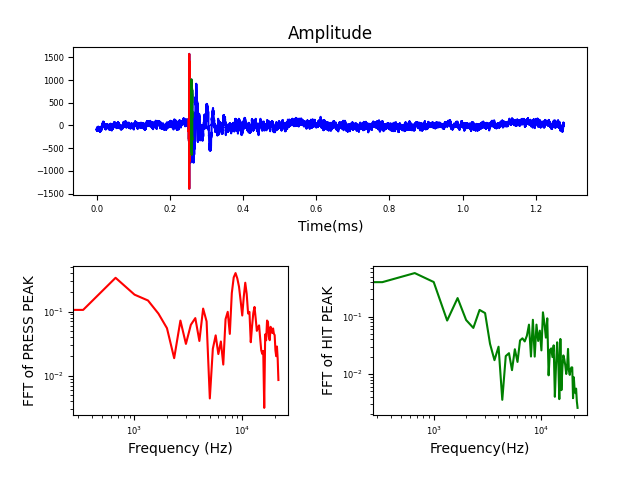 Amplitude
1500
1000
500
0
−500
−1000
−1500
0.0 0.2 0.4 0.6 0.8 1.0 1.2
Time(ms)
FFT of PRESS PEAK
10⁻¹
10⁻²
10³ 10⁴
Frequency (Hz)
FFT of HIT PEAK
10⁻¹
10⁻²
10³ 10⁴
Frequency(Hz)